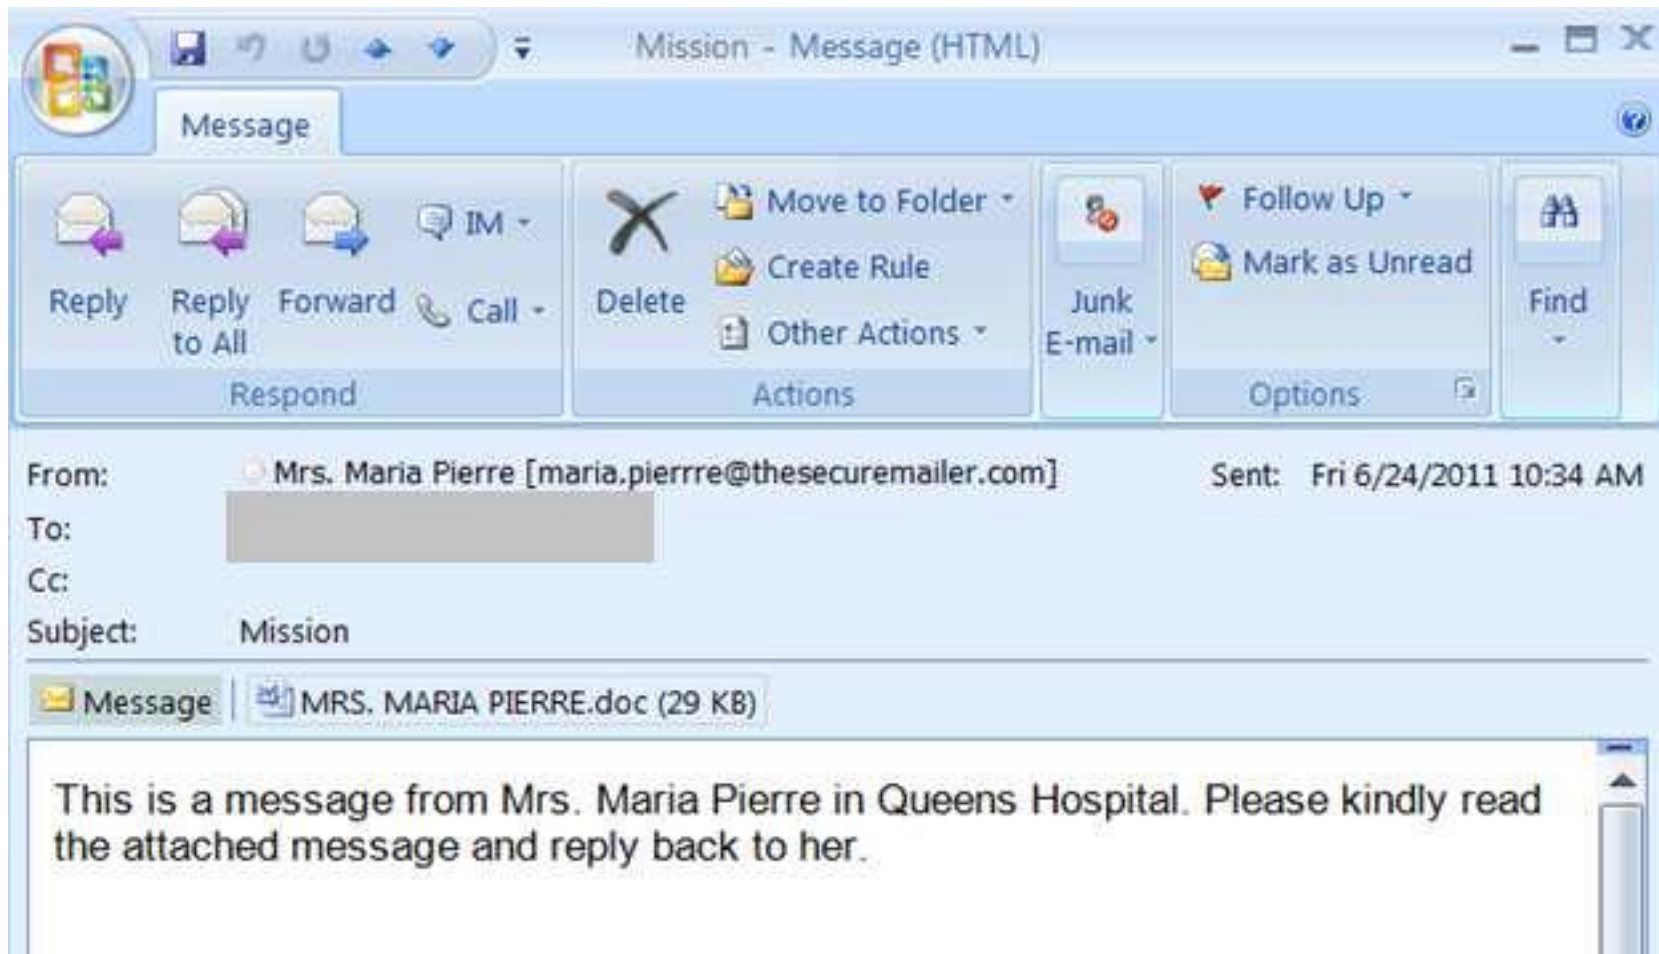 Mission - Message (HTML)
Message
Reply
Reply to All
Forward
IM
Call
Respond
Delete
Move to Folder
Create Rule
Other Actions
Actions
Junk E-mail
Follow Up
Mark as Unread
Options
Find
From: Mrs. Maria Pierre [maria.pierrre@thesecuremailer.com] Sent: Fri 6/24/2011 10:34 AM
To:
Cc:
Subject: Mission
Message MRS. MARIA PIERRE.doc (29 KB)
This is a message from Mrs. Maria Pierre in Queens Hospital. Please kindly read
the attached message and reply back to her.